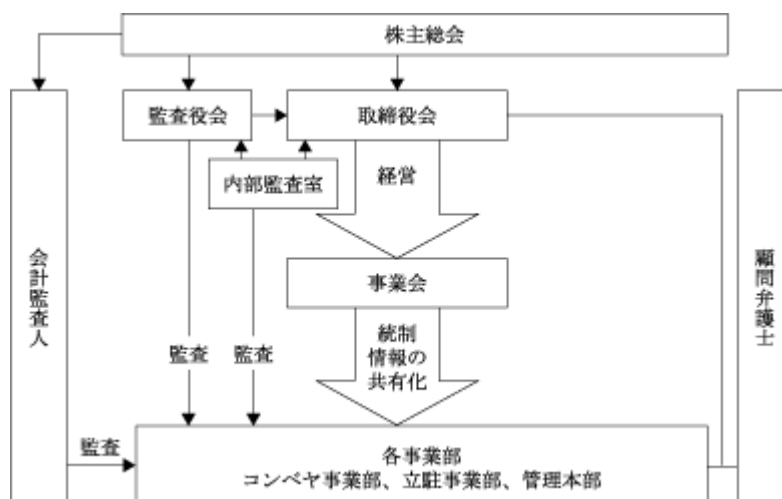 株主総会
監査役会
取締役会
内部監査室
経営
会計監査人
顧問弁護士
事業会
統制
情報の
共有化
監査
監査
監査
各事業部
コンベヤ事業部、立駐事業部、管理本部